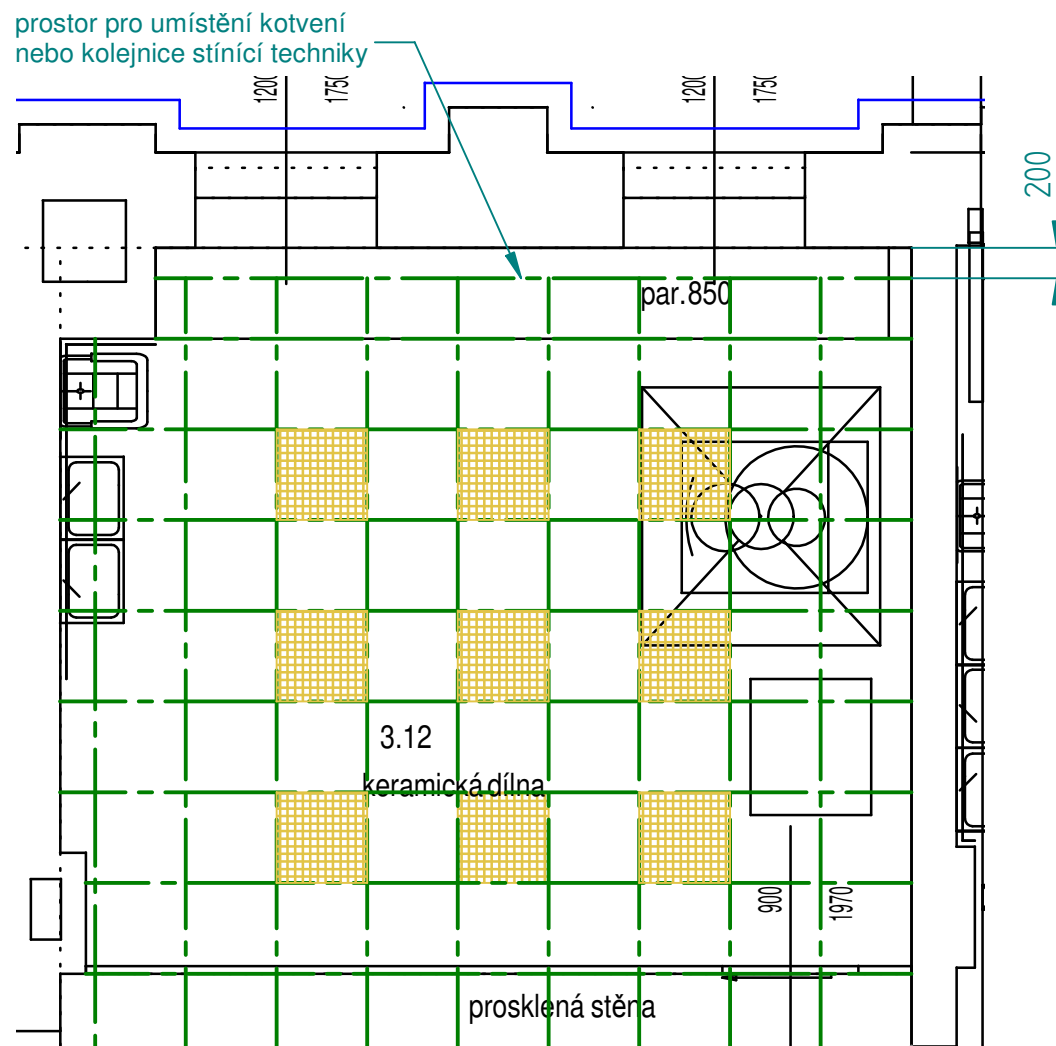 prostor pro umístění kotvení
nebo kolejnice stínící techniky
1200
1750
1200
1750
200
par.850
3.12
keramická dílna
900
1970
prosklená stěna